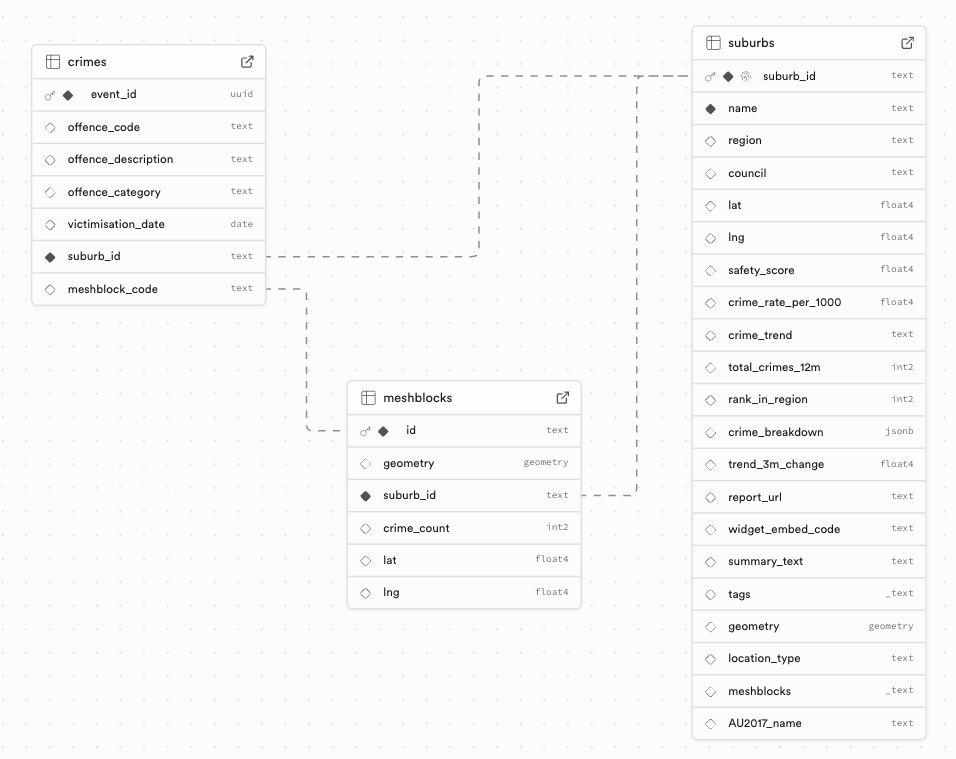 crimes
event_id uuid
offence_code text
offence_description text
offence_category text
victimisation_date date
suburb_id text
meshblock_code text
meshblocks
id text
geometry geometry
suburb_id text
crime_count int2
lat float4
lng float4
suburbs
suburb_id text
name text
region text
council text
lat float4
lng float4
safety_score float4
crime_rate_per_1000 float4
crime_trend text
total_crimes_12m int2
rank_in_region int2
crime_breakdown jsonb
trend_3m_change float4
report_url text
widget_embed_code text
summary_text text
tags _text
geometry geometry
location_type text
meshblocks _text
AU2017_name text